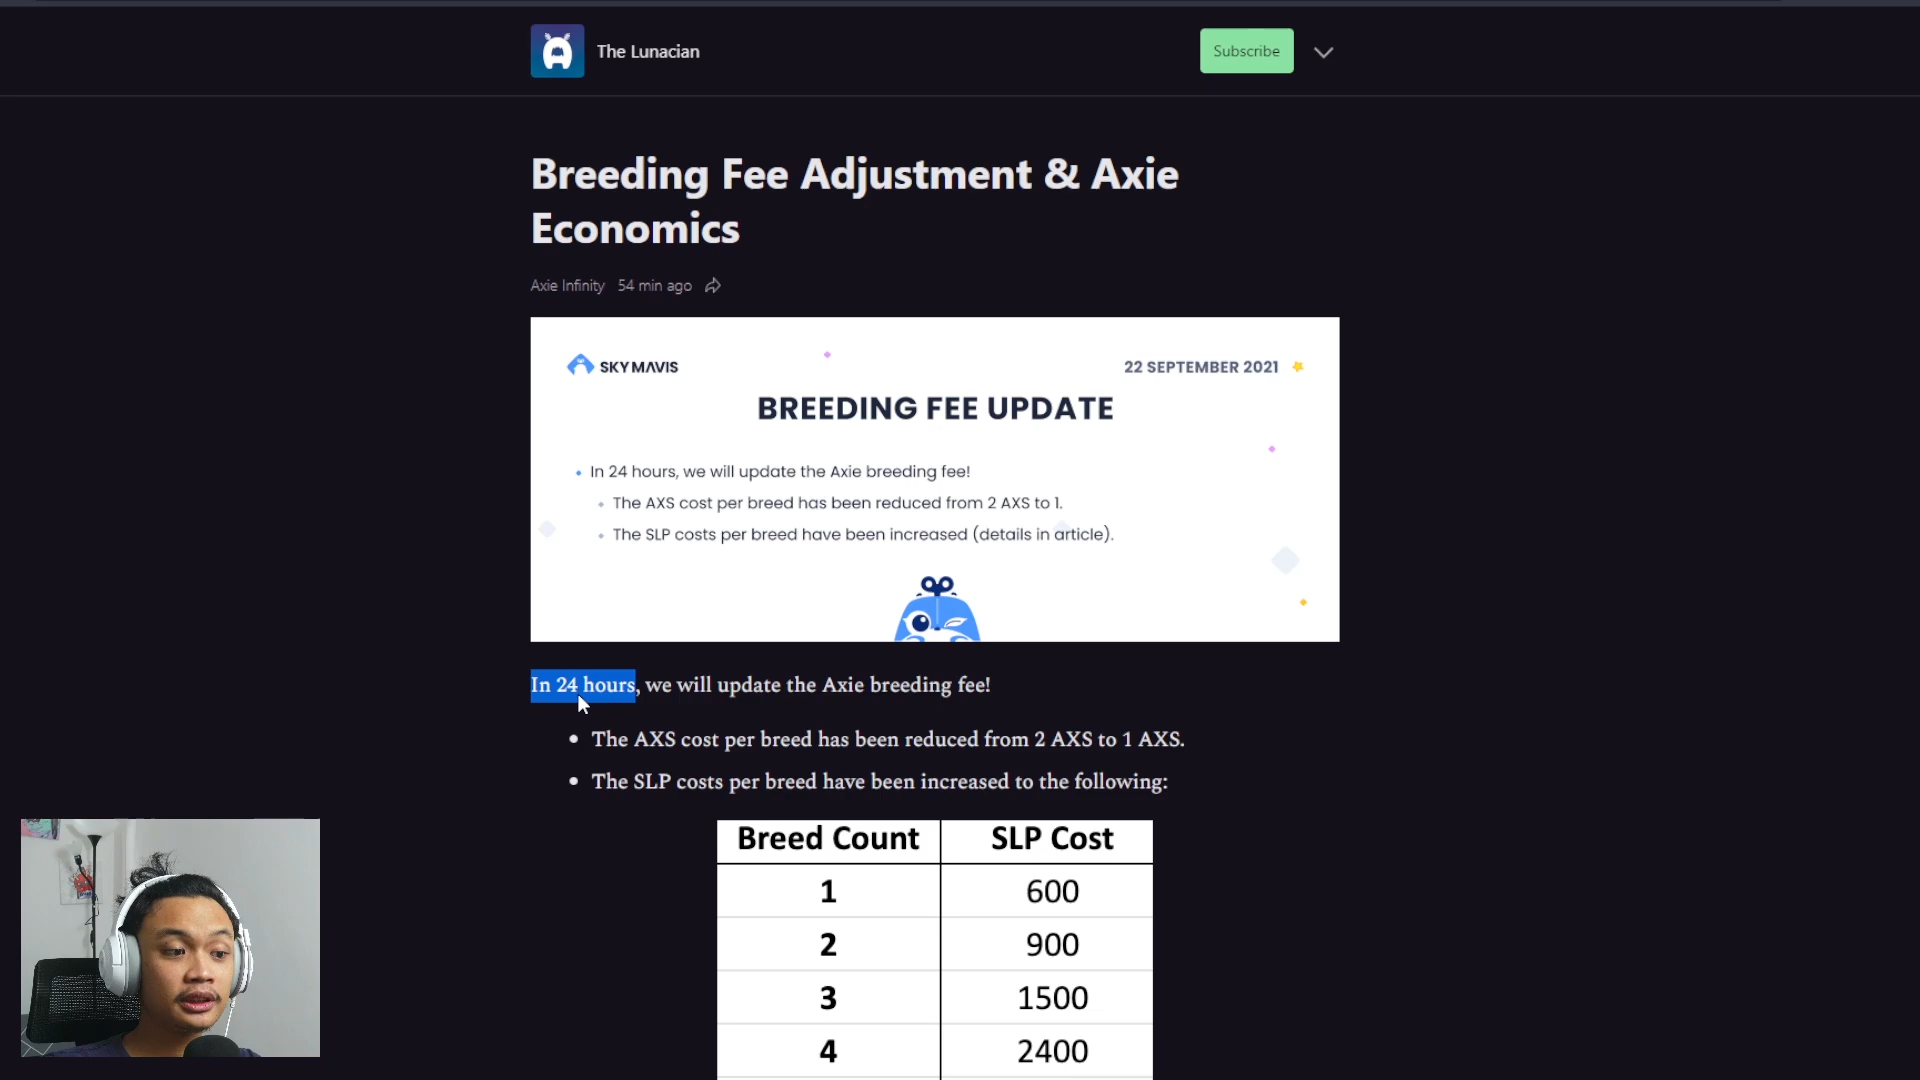 The Lunacian
Subscribe
Breeding Fee Adjustment & Axie
Economics
Axie Infinity 54 min ago
SKY MAVIS
22 SEPTEMBER 2021
BREEDING FEE UPDATE
In 24 hours, we will update the Axie breeding fee!
The AXS cost per breed has been reduced from 2 AXS to 1.
The SLP costs per breed have been increased (details in article).
In 24 hours, we will update the Axie breeding fee!
The AXS cost per breed has been reduced from 2 AXS to 1 AXS.
The SLP costs per breed have been increased to the following:
Breed Count SLP Cost
1 600
2 900
3 1500
4 2400